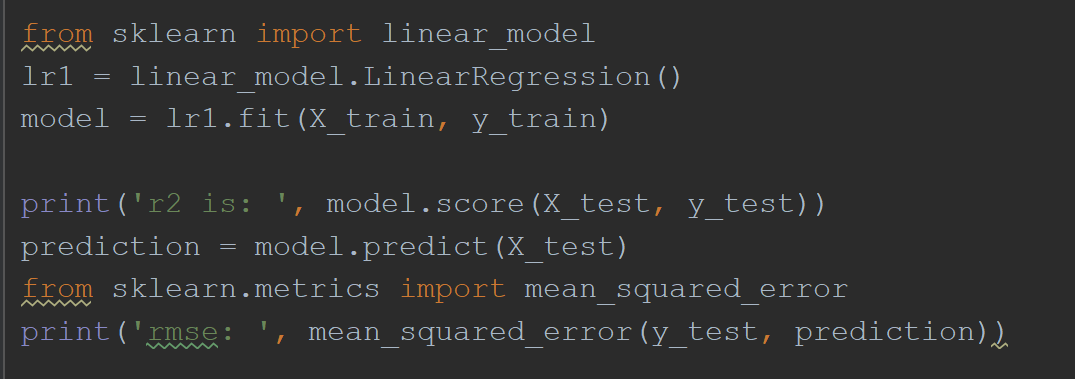 from sklearn import linear_model
lr1 = linear_model.LinearRegression()
model = lr1.fit(X_train, y_train)
print('r2 is: ', model.score(X_test, y_test))
prediction = model.predict(X_test)
from sklearn.metrics import mean_squared_error
print('rmse: ', mean_squared_error(y_test, prediction))